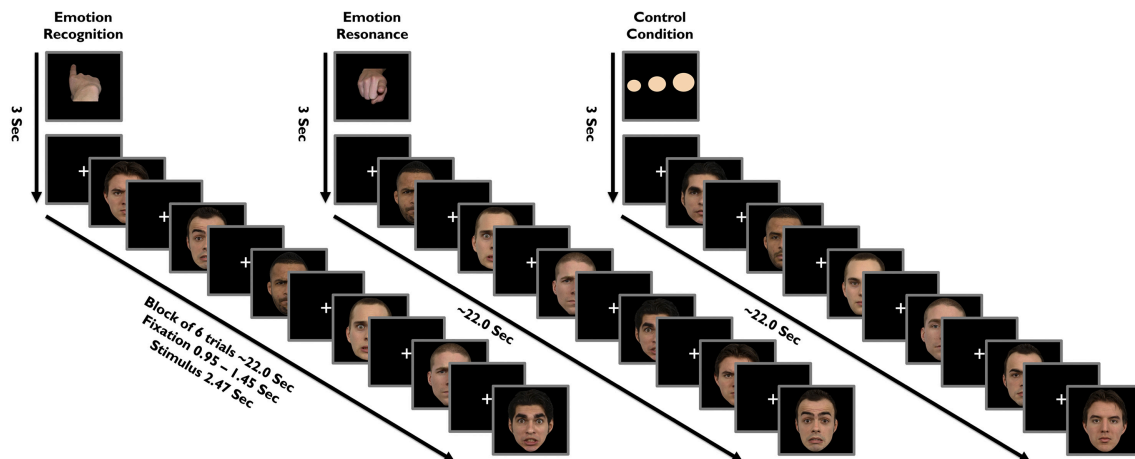 Emotion
Recognition
Emotion
Resonance
Control
Condition
3 Sec
3 Sec
3 Sec
Block of 6 trials ~22.0 Sec
Fixation 0.95 – 1.45 Sec
Stimulus 2.47 Sec
~22.0 Sec
~22.0 Sec